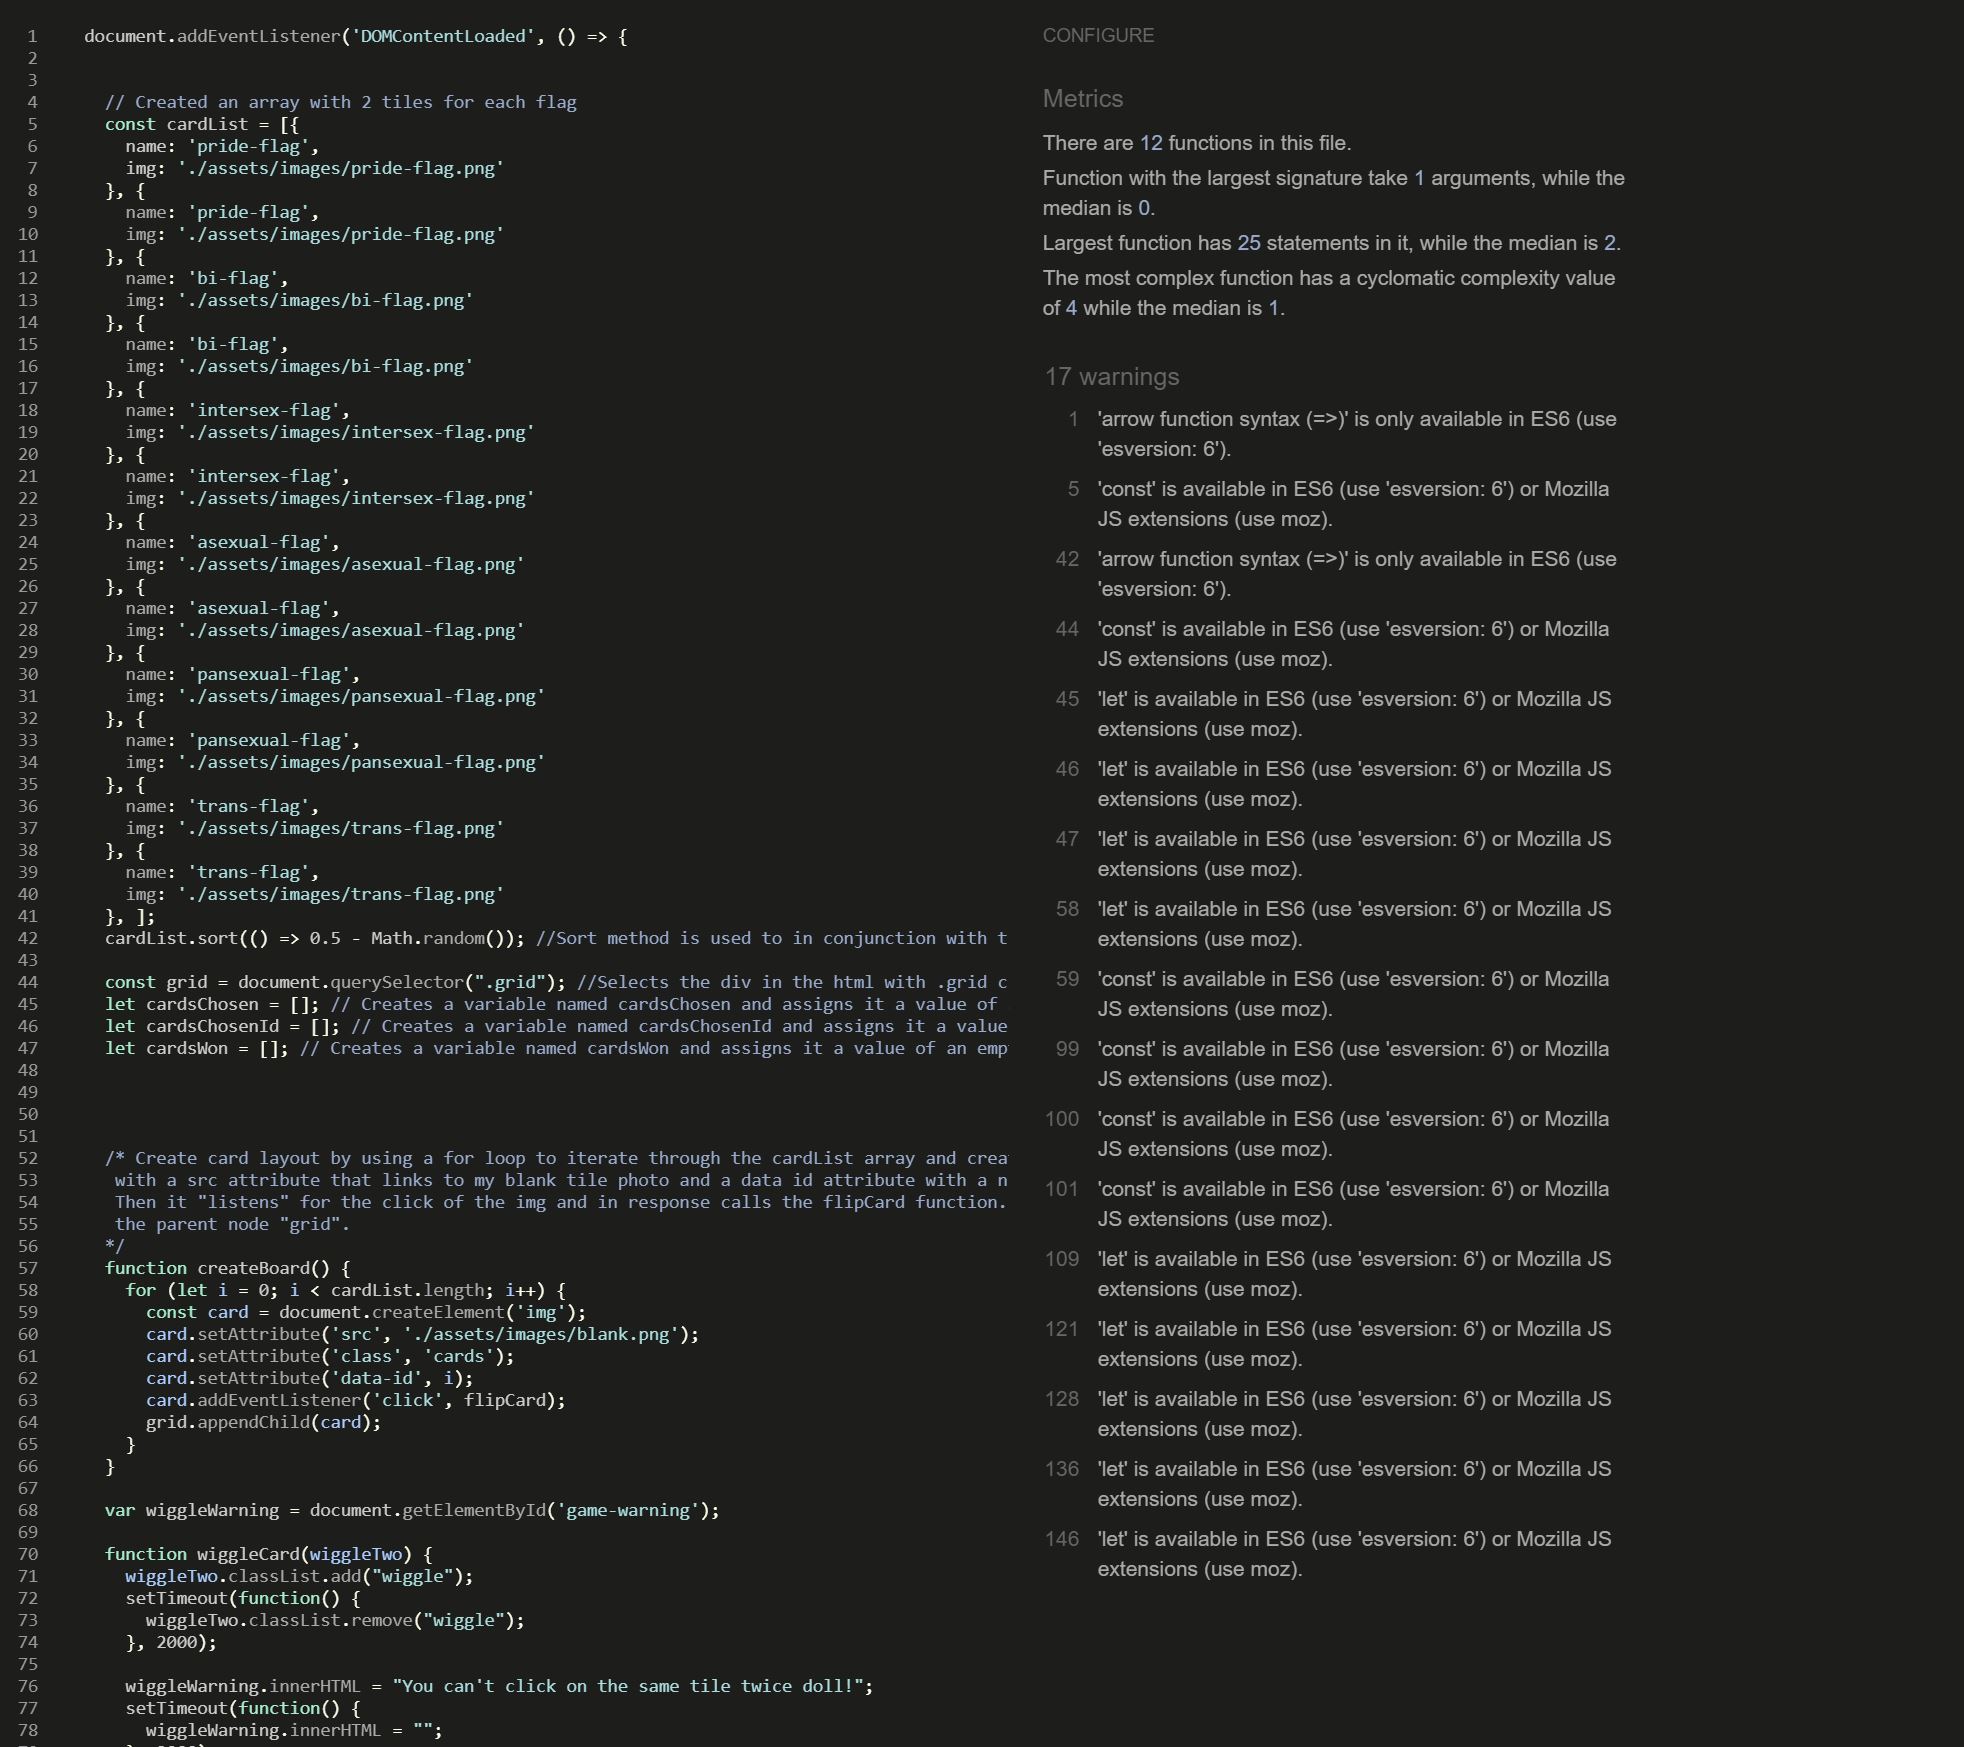 1 document.addEventListener('DOMContentLoaded', () => {
2
3
4 // Created an array with 2 tiles for each flag
5 const cardList = [{
6 name: 'pride-flag',
7 img: './assets/images/pride-flag.png'
8 }, {
9 name: 'pride-flag',
10 img: './assets/images/pride-flag.png'
11 }, {
12 name: 'bi-flag',
13 img: './assets/images/bi-flag.png'
14 }, {
15 name: 'bi-flag',
16 img: './assets/images/bi-flag.png'
17 }, {
18 name: 'intersex-flag',
19 img: './assets/images/intersex-flag.png'
20 }, {
21 name: 'intersex-flag',
22 img: './assets/images/intersex-flag.png'
23 }, {
24 name: 'asexual-flag',
25 img: './assets/images/asexual-flag.png'
26 }, {
27 name: 'asexual-flag',
28 img: './assets/images/asexual-flag.png'
29 }, {
30 name: 'pansexual-flag',
31 img: './assets/images/pansexual-flag.png'
32 }, {
33 name: 'pansexual-flag',
34 img: './assets/images/pansexual-flag.png'
35 }, {
36 name: 'trans-flag',
37 img: './assets/images/trans-flag.png'
38 }, {
39 name: 'trans-flag',
40 img: './assets/images/trans-flag.png'
41 }, ];
42 cardList.sort(() => 0.5 - Math.random()); //Sort method is used to in conjunction with t
43
44 const grid = document.querySelector(".grid"); //Selects the div in the html with .grid c
45 let cardsChosen = []; // Creates a variable named cardsChosen and assigns it a value of
46 let cardsChosenId = []; // Creates a variable named cardsChosenId and assigns it a value
47 let cardsWon = []; // Creates a variable named cardsWon and assigns it a value of an emp
48
49
50
51
52 /* Create card layout by using a for loop to iterate through the cardList array and crea
53 with a src attribute that links to my blank tile photo and a data id attribute with a n
54 Then it "listens" for the click of the img and in response calls the flipCard function.
55 the parent node "grid".
56 */
57 function createBoard() {
58 for (let i = 0; i < cardList.length; i++) {
59 const card = document.createElement('img');
60 card.setAttribute('src', './assets/images/blank.png');
61 card.setAttribute('class', 'cards');
62 card.setAttribute('data-id', i);
63 card.addEventListener('click', flipCard);
64 grid.appendChild(card);
65 }
66 }
67
68 var wiggleWarning = document.getElementById('game-warning');
69
70 function wiggleCard(wiggleTwo) {
71 wiggleTwo.classList.add("wiggle");
72 setTimeout(function() {
73 wiggleTwo.classList.remove("wiggle");
74 }, 2000);
75
76 wiggleWarning.innerHTML = "You can't click on the same tile twice doll!";
77 setTimeout(function() {
78 wiggleWarning.innerHTML = "";
CONFIGURE
Metrics
There are 12 functions in this file.
Function with the largest signature take 1 arguments, while the
median is 0.
Largest function has 25 statements in it, while the median is 2.
The most complex function has a cyclomatic complexity value
of 4 while the median is 1.
17 warnings
1 'arrow function syntax (=>)' is only available in ES6 (use
'esversion: 6').
5 'const' is available in ES6 (use 'esversion: 6') or Mozilla
JS extensions (use moz).
42 'arrow function syntax (=>)' is only available in ES6 (use
'esversion: 6').
44 'const' is available in ES6 (use 'esversion: 6') or Mozilla
JS extensions (use moz).
45 'let' is available in ES6 (use 'esversion: 6') or Mozilla JS
extensions (use moz).
46 'let' is available in ES6 (use 'esversion: 6') or Mozilla JS
extensions (use moz).
47 'let' is available in ES6 (use 'esversion: 6') or Mozilla JS
extensions (use moz).
58 'let' is available in ES6 (use 'esversion: 6') or Mozilla JS
extensions (use moz).
59 'const' is available in ES6 (use 'esversion: 6') or Mozilla
JS extensions (use moz).
99 'const' is available in ES6 (use 'esversion: 6') or Mozilla
JS extensions (use moz).
100 'const' is available in ES6 (use 'esversion: 6') or Mozilla
JS extensions (use moz).
101 'const' is available in ES6 (use 'esversion: 6') or Mozilla
JS extensions (use moz).
109 'let' is available in ES6 (use 'esversion: 6') or Mozilla JS
extensions (use moz).
121 'let' is available in ES6 (use 'esversion: 6') or Mozilla JS
extensions (use moz).
128 'let' is available in ES6 (use 'esversion: 6') or Mozilla JS
extensions (use moz).
136 'let' is available in ES6 (use 'esversion: 6') or Mozilla JS
extensions (use moz).
146 'let' is available in ES6 (use 'esversion: 6') or Mozilla JS
extensions (use moz).